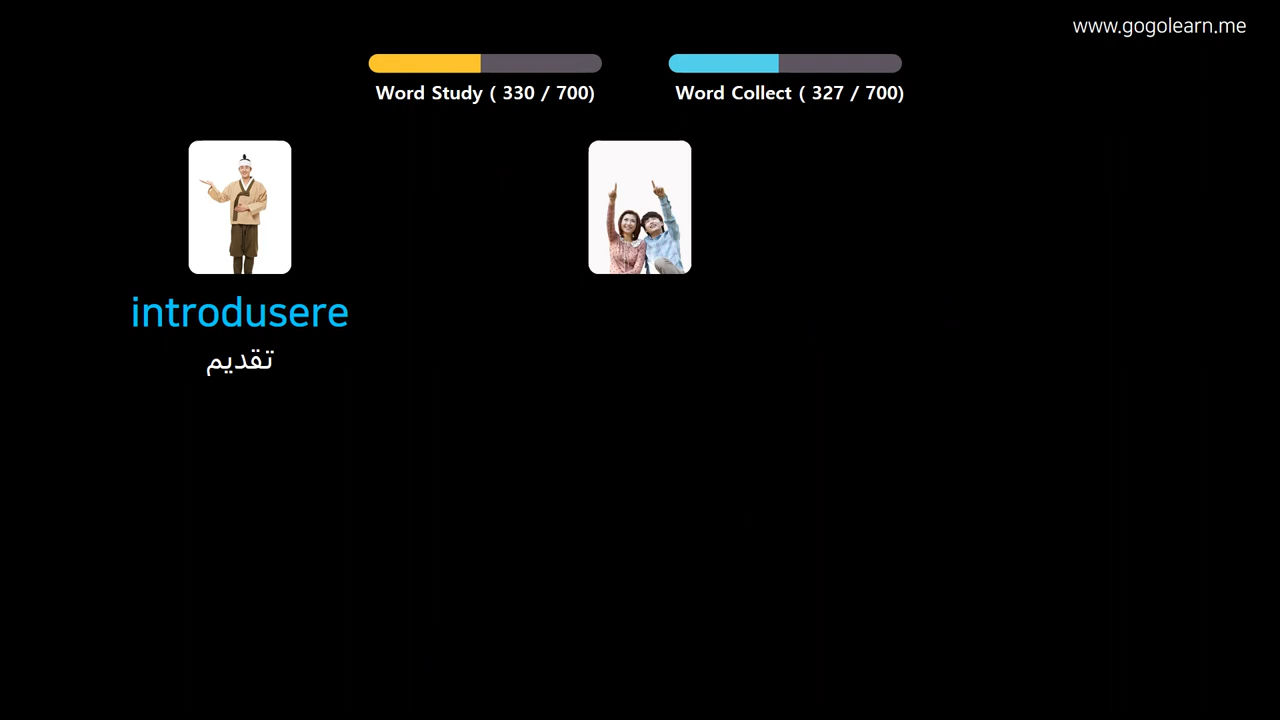 www.gogolearn.me
Word Study ( 330 / 700)
Word Collect ( 327 / 700)
introdusere
تقديم